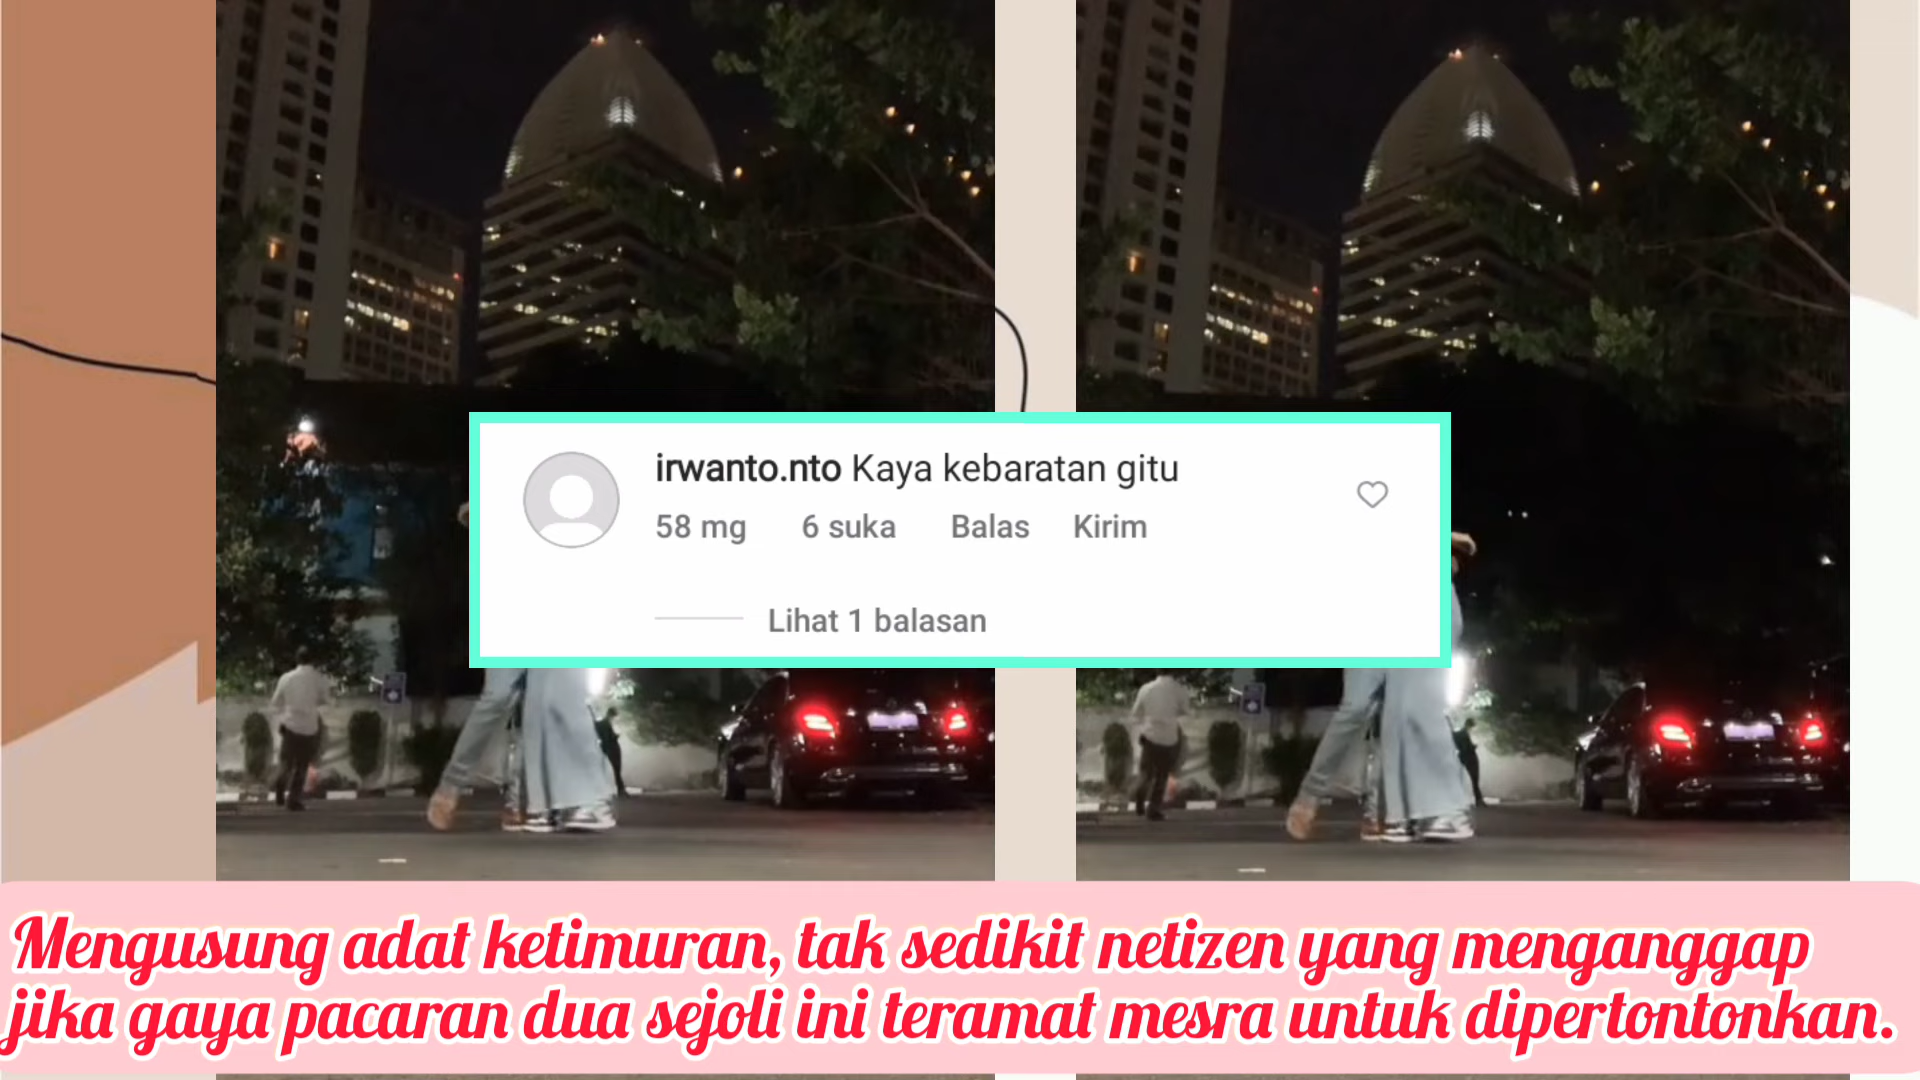 irwanto.nto Kaya kebaratan gitu
58 mg 6 suka Balas Kirim
Lihat 1 balasan
Mengusung adat ketimuran, tak sedikit netizen yang menganggap
jika gaya pacaran dua sejoli ini teramat mesra untuk dipertontonkan.